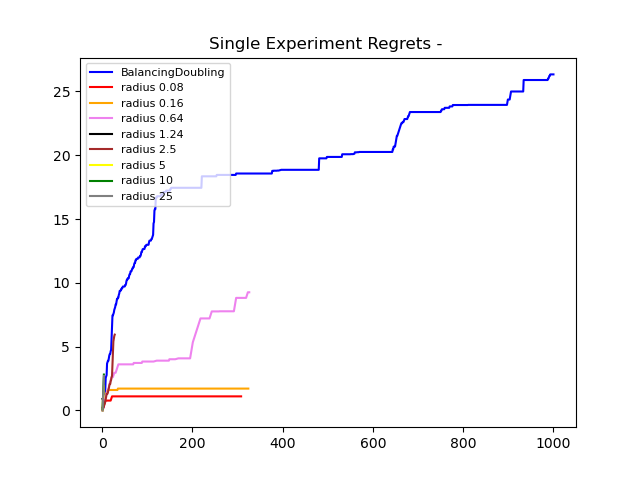 Single Experiment Regrets -
BalancingDoubling
radius 0.08
radius 0.16
radius 0.64
radius 1.24
radius 2.5
radius 5
radius 10
radius 25
25
20
15
10
5
0
0 200 400 600 800 1000